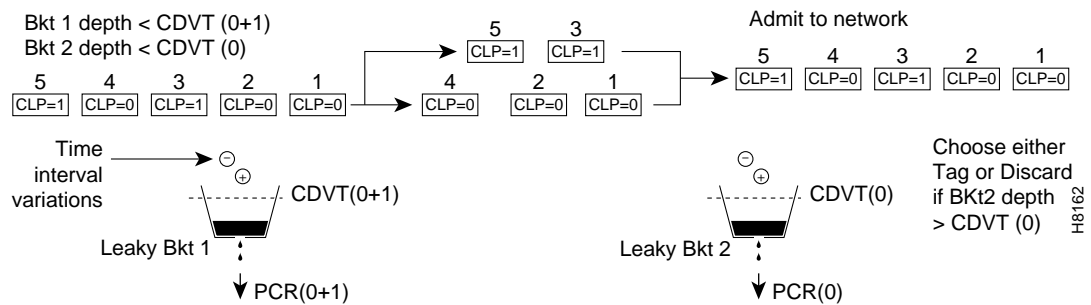 Bkt 1 depth < CDVT (0+1)
Bkt 2 depth < CDVT (0)
5 4 3 2 1
CLP=1 CLP=0 CLP=1 CLP=0 CLP=0
5 3
CLP=1 CLP=1
4 2 1
CLP=0 CLP=0 CLP=0
Admit to network
5 4 3 2 1
CLP=1 CLP=0 CLP=1 CLP=0 CLP=0
Time
interval
variations
−
+
CDVT(0+1)
Leaky Bkt 1
PCR(0+1)
−
+
CDVT(0)
Leaky Bkt 2
PCR(0)
Choose either
Tag or Discard
if BKt2 depth
> CDVT (0)
H8162